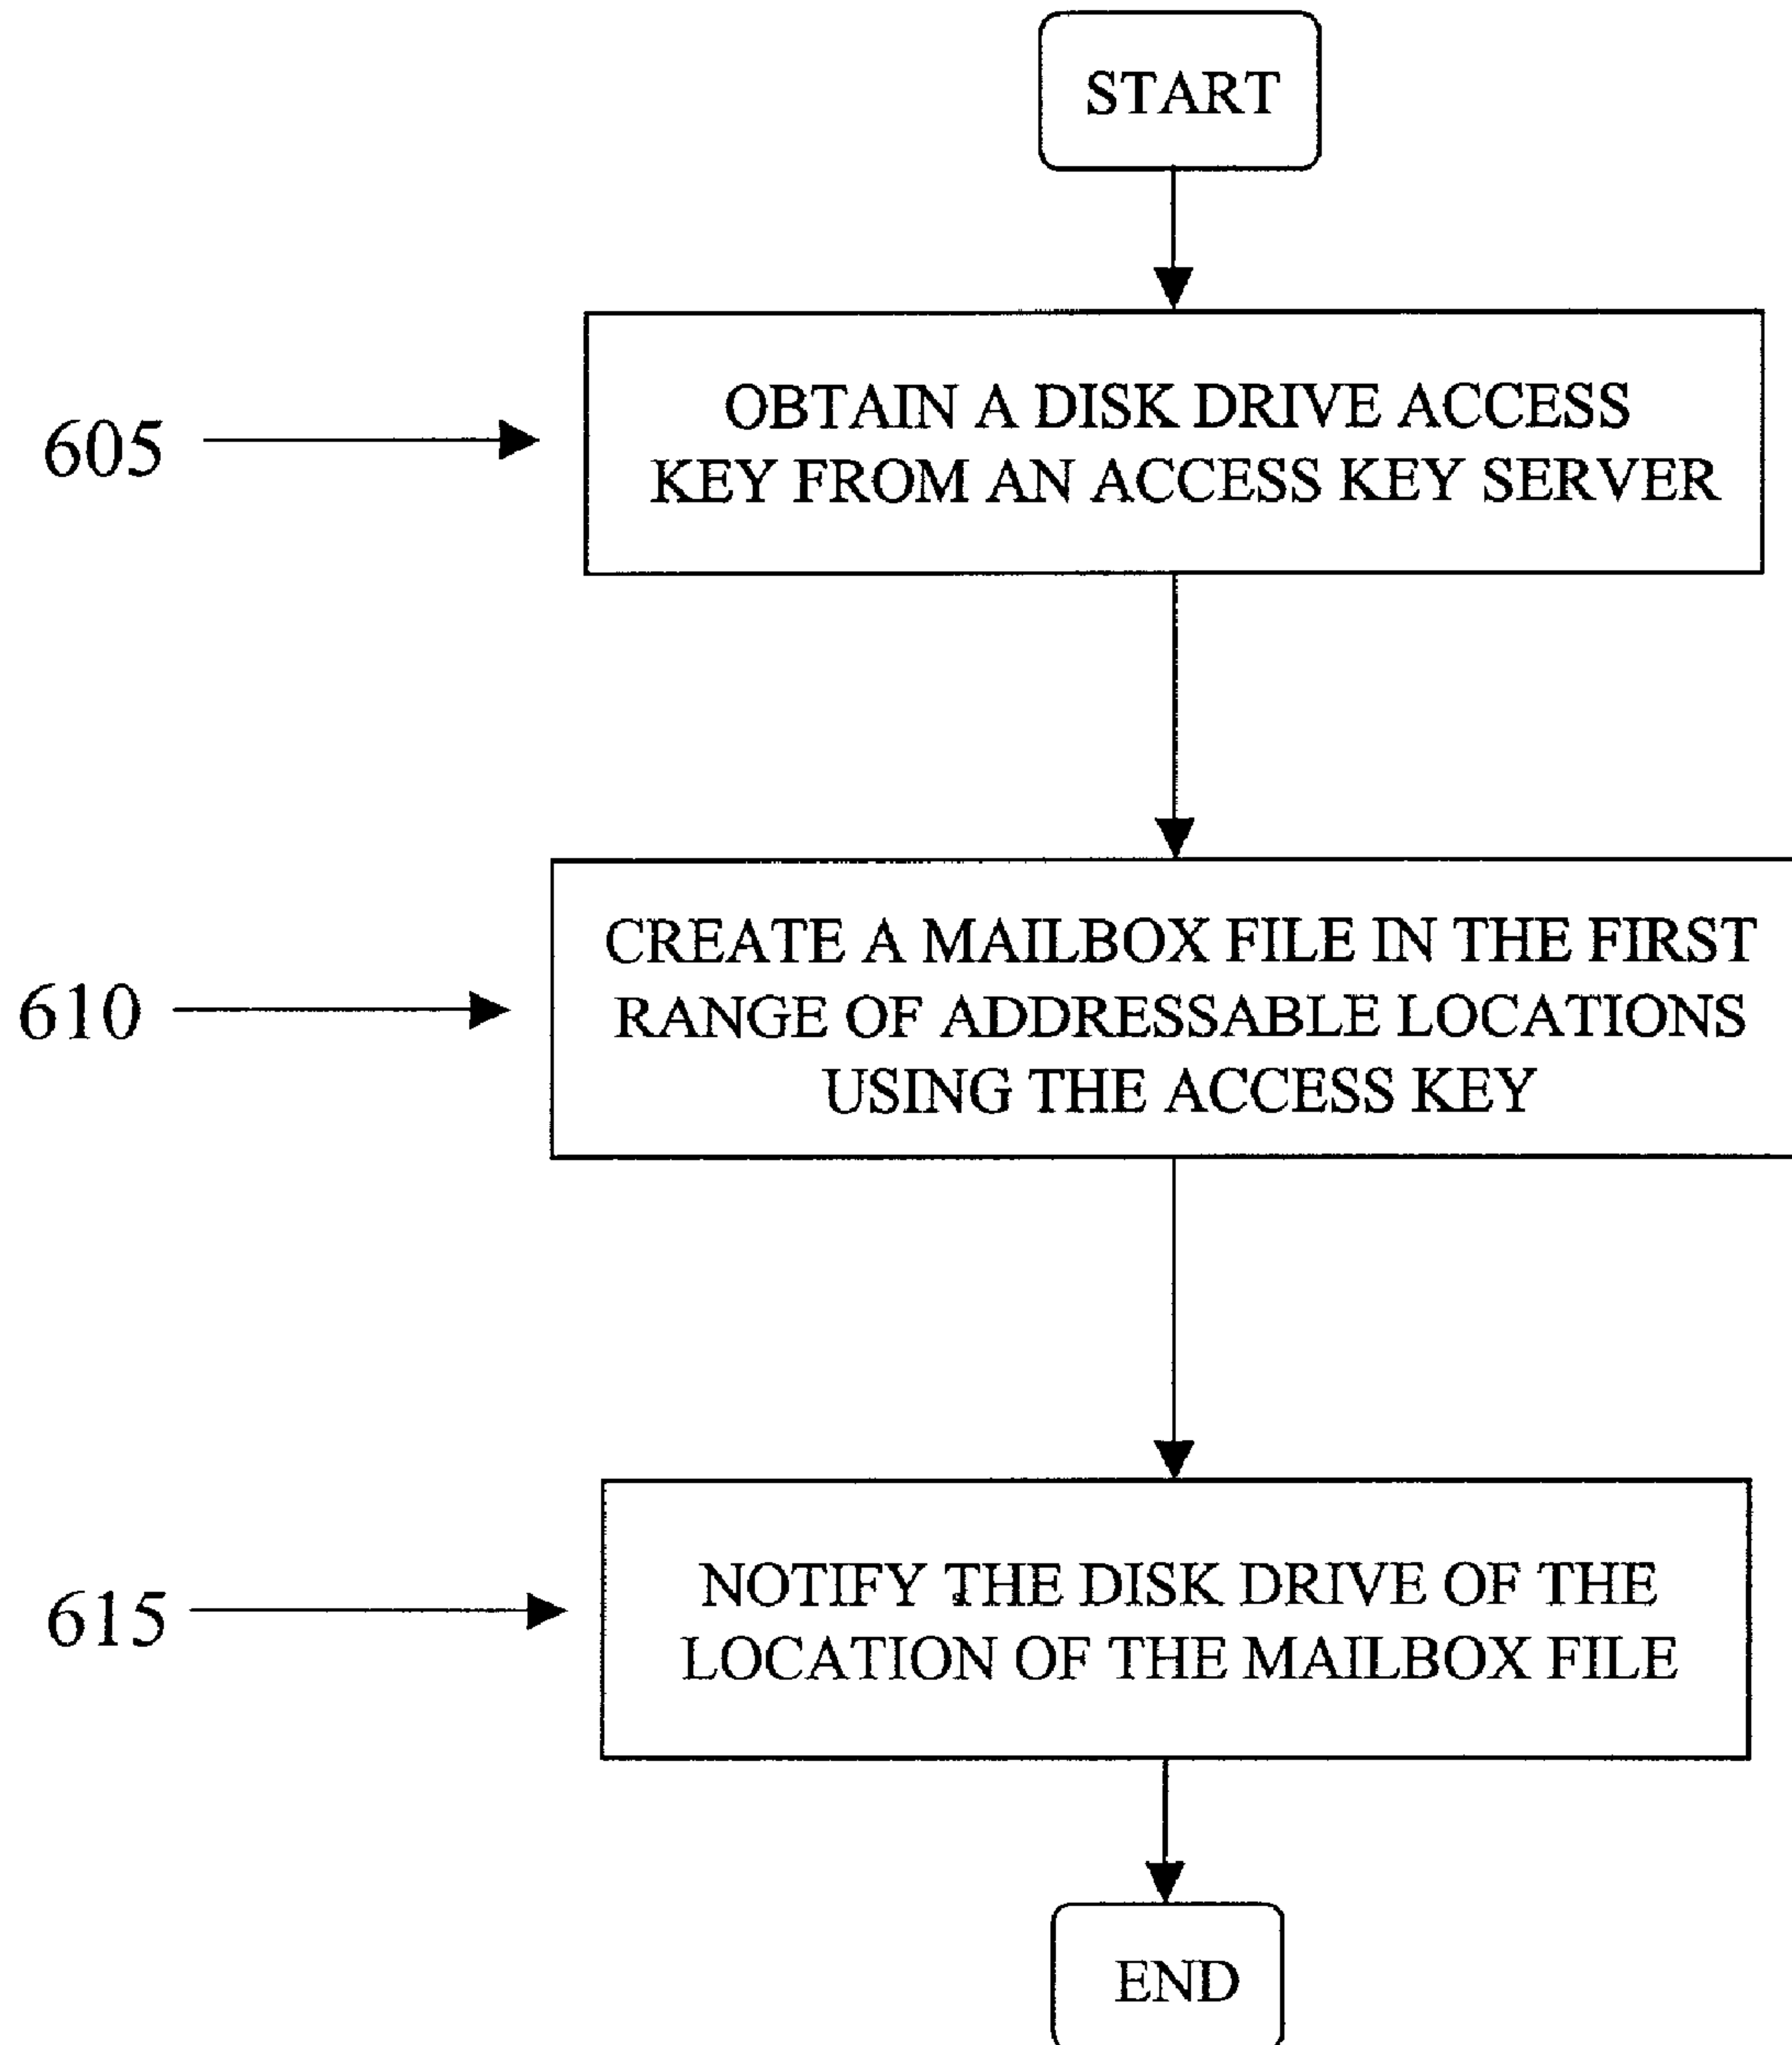 START
605
OBTAIN A DISK DRIVE ACCESS
KEY FROM AN ACCESS KEY SERVER
610
CREATE A MAILBOX FILE IN THE FIRST
RANGE OF ADDRESSABLE LOCATIONS
USING THE ACCESS KEY
615
NOTIFY THE DISK DRIVE OF THE
LOCATION OF THE MAILBOX FILE
END